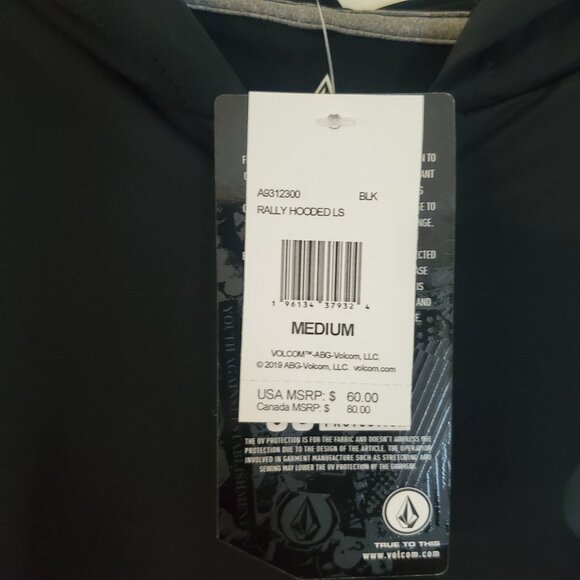 A9312300 BLK
RALLY HOODED LS
1 96134 37932 4
MEDIUM
VOLCOM™-ABG-Volcom, LLC.
© 2019 ABG-Volcom, LLC. volcom.com
USA MSRP: $ 60.00
Canada MSRP: $ 80.00
THE UV PROTECTION IS FOR THE FABRIC AND DOESN'T ADDRESS THE
PROTECTION DUE TO THE DESIGN OF THE ARTICLE. THE OPERATION
INVOLVED IN GARMENT MANUFACTURE SUCH AS STRETCHING AND
SEWING MAY LOWER THE UV PROTECTION OF THE GARMENT.
YOUTH AGAINST ESTABLISHMENT
TRUE TO THIS
www.volcom.com